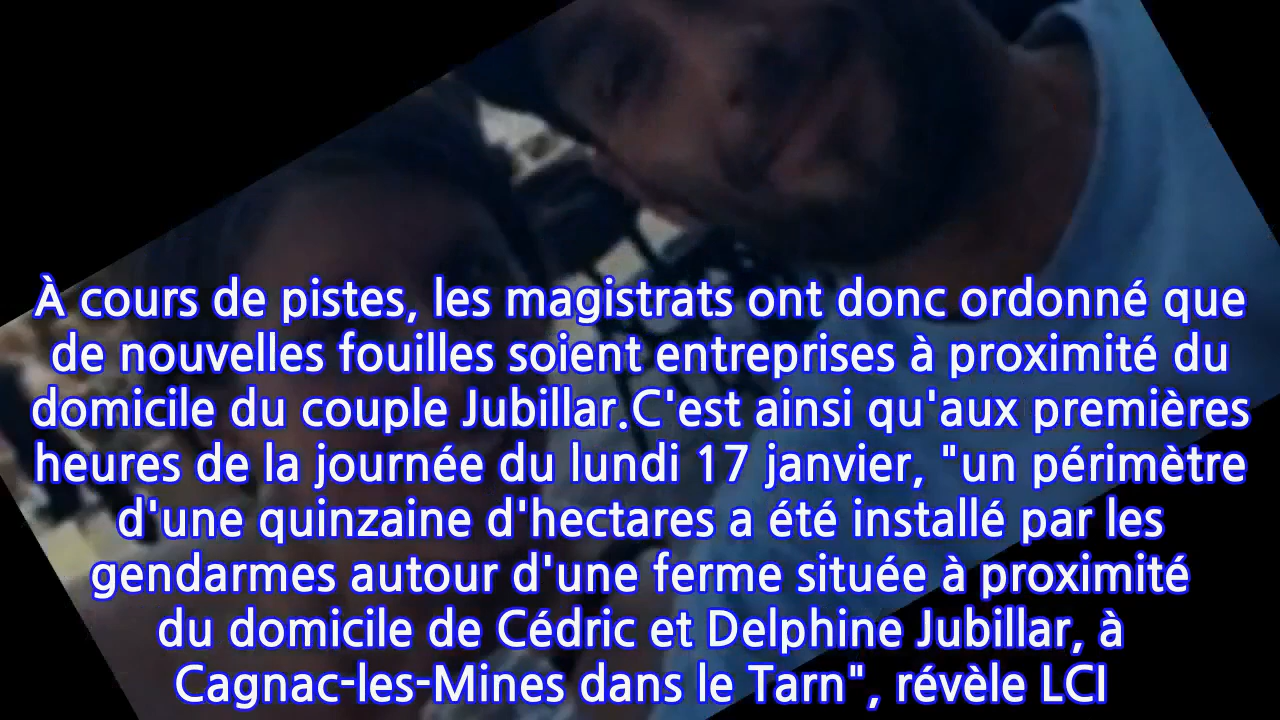 À cours de pistes, les magistrats ont donc ordonné que
de nouvelles fouilles soient entreprises à proximité du
domicile du couple Jubillar.C'est ainsi qu'aux premières
heures de la journée du lundi 17 janvier, "un périmètre
d'une quinzaine d'hectares a été installé par les
gendarmes autour d'une ferme située à proximité
du domicile de Cédric et Delphine Jubillar, à
Cagnac-les-Mines dans le Tarn", révèle LCI